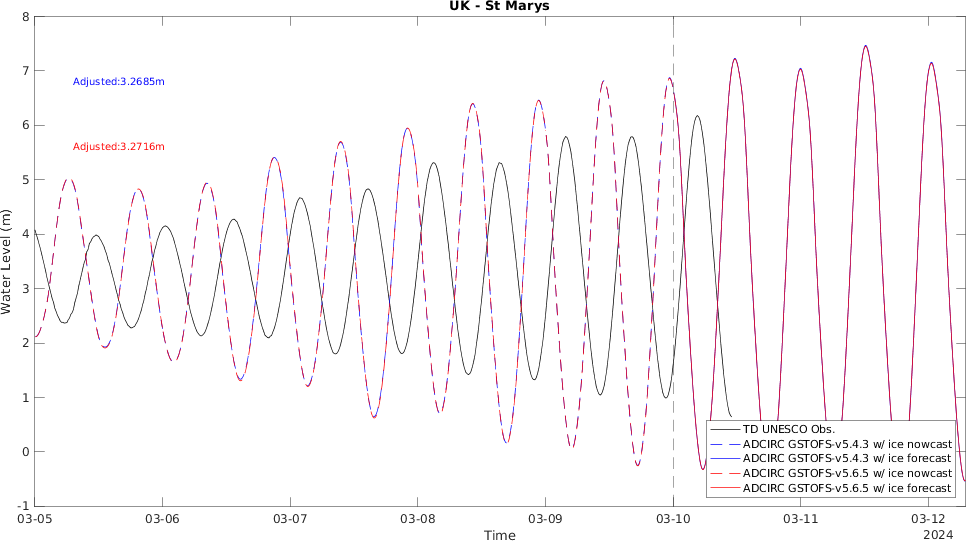 UK - St Marys
8
7
6
5
4
3
2
1
0
-1
Water Level (m)
Adjusted:3.2685m
Adjusted:3.2716m
TD UNESCO Obs.
ADCIRC GSTOFS-v5.4.3 w/ ice nowcast
ADCIRC GSTOFS-v5.4.3 w/ ice forecast
ADCIRC GSTOFS-v5.6.5 w/ ice nowcast
ADCIRC GSTOFS-v5.6.5 w/ ice forecast
03-05 03-06 03-07 03-08 03-09 03-10 03-11 03-12
Time
2024